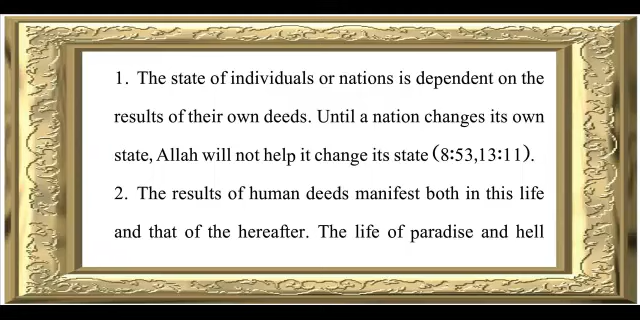 1. The state of individuals or nations is dependent on the
results of their own deeds. Until a nation changes its own
state, Allah will not help it change its state (8:53,13:11).
2. The results of human deeds manifest both in this life
and that of the hereafter. The life of paradise and hell